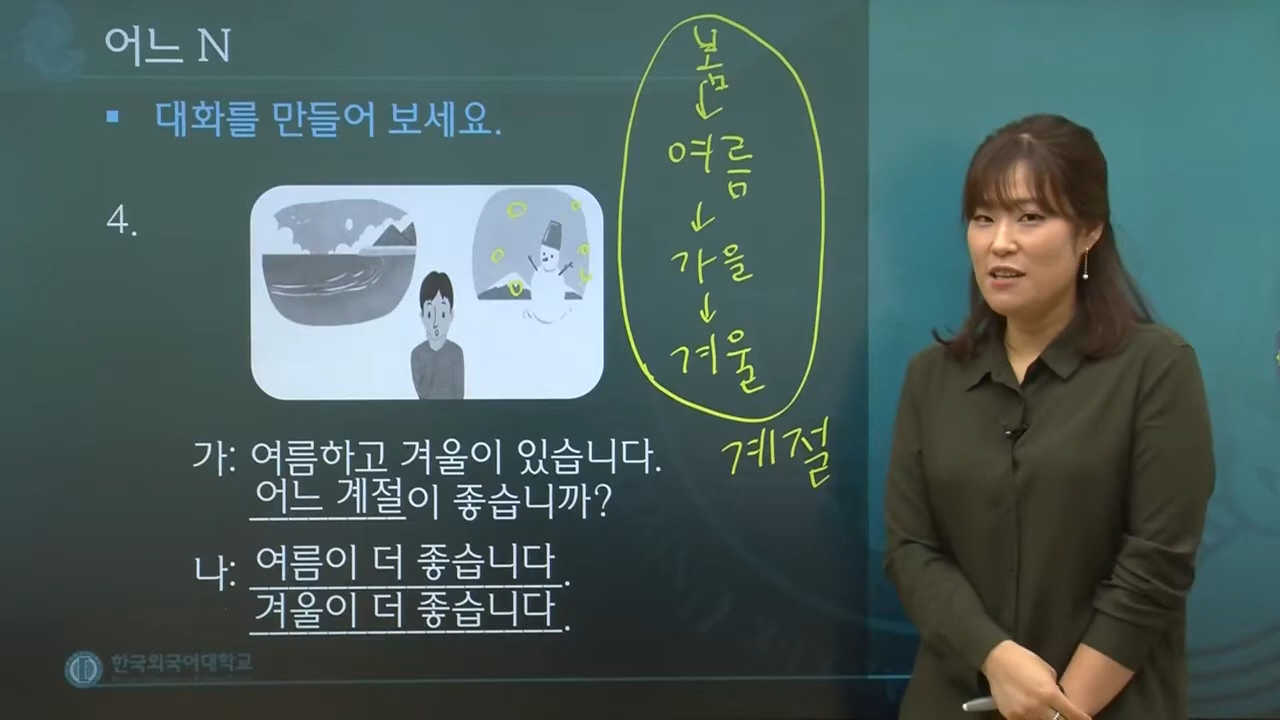 어느 N
▪ 대화를 만들어 보세요.
4.
봄
↓
여름
↓
가을
↓
겨울
계절
가: 여름하고 겨울이 있습니다.
어느 계절이 좋습니까?
나: 여름이 더 좋습니다.
겨울이 더 좋습니다.
한국외국어대학교